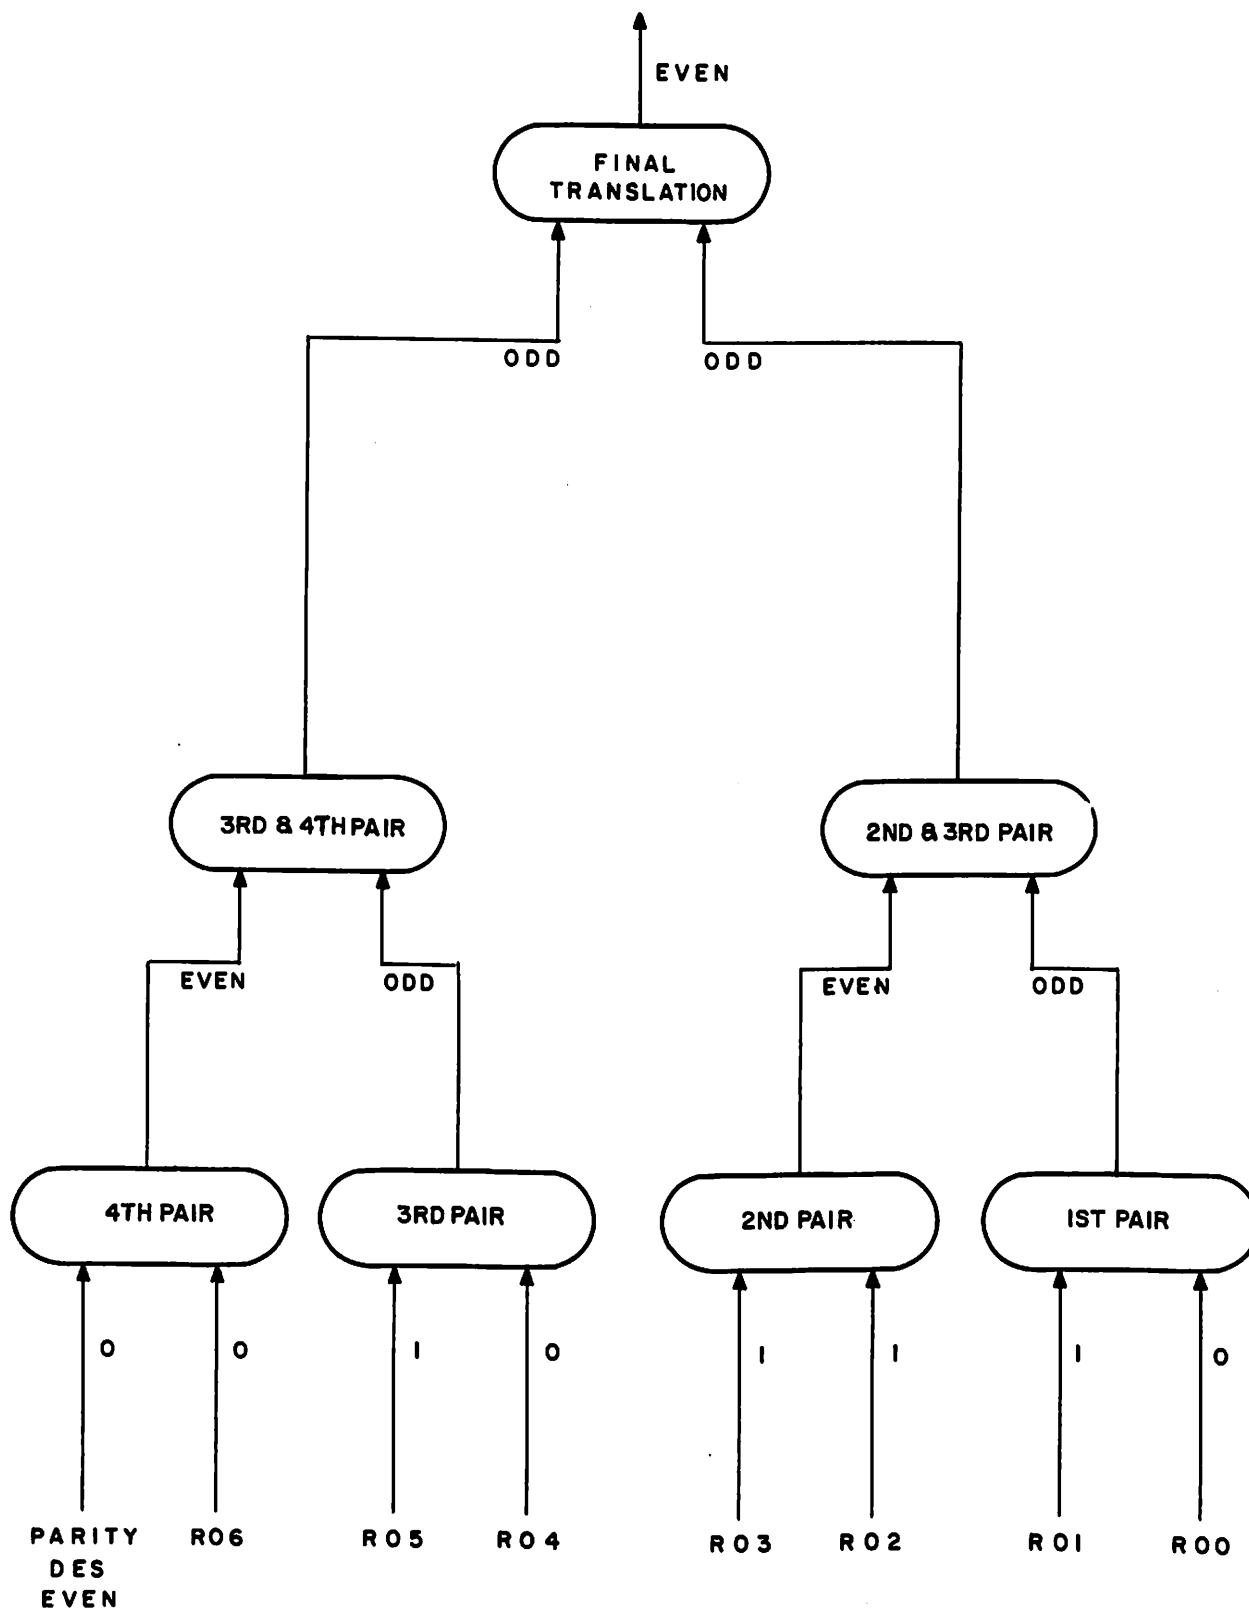 EVEN
FINAL
TRANSLATION
ODD
ODD
3RD & 4TH PAIR
2ND & 3RD PAIR
EVEN
ODD
EVEN
ODD
4TH PAIR
3RD PAIR
2ND PAIR
1ST PAIR
0
0
1
0
1
1
1
0
PARITY
DES
EVEN
R06
R05
R04
R03
R02
R01
R00